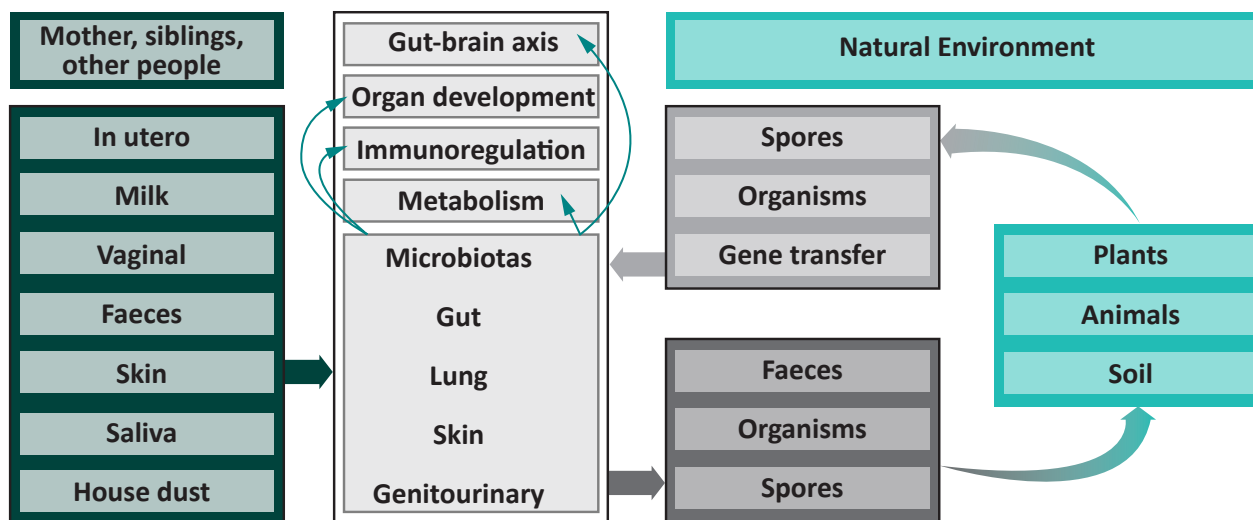 Mother, siblings,
other people
In utero
Milk
Vaginal
Faeces
Skin
Saliva
House dust
Gut-brain axis
Organ development
Immunoregulation
Metabolism
Microbiotas
Gut
Lung
Skin
Genitourinary
Natural Environment
Spores
Organisms
Gene transfer
Faeces
Organisms
Spores
Plants
Animals
Soil